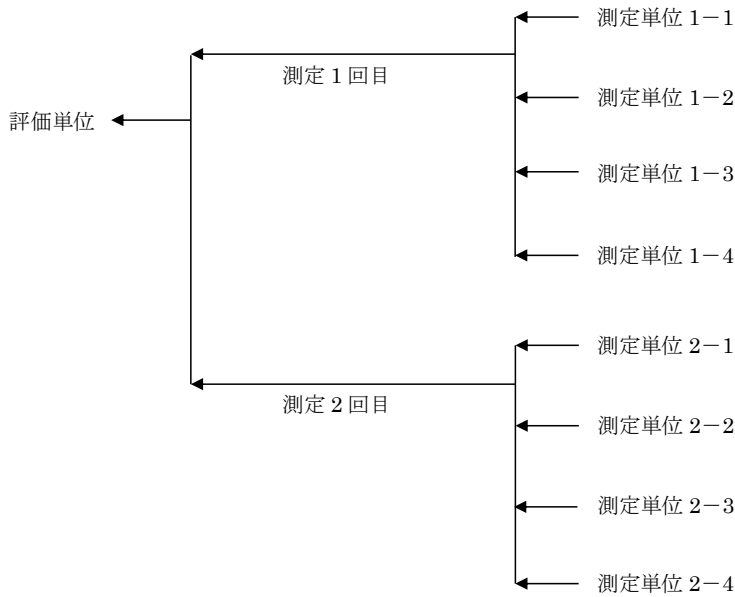 測定単位 1－1
測定 1 回目
測定単位 1－2
評価単位
測定単位 1－3
測定単位 1－4
測定単位 2－1
測定 2 回目
測定単位 2－2
測定単位 2－3
測定単位 2－4